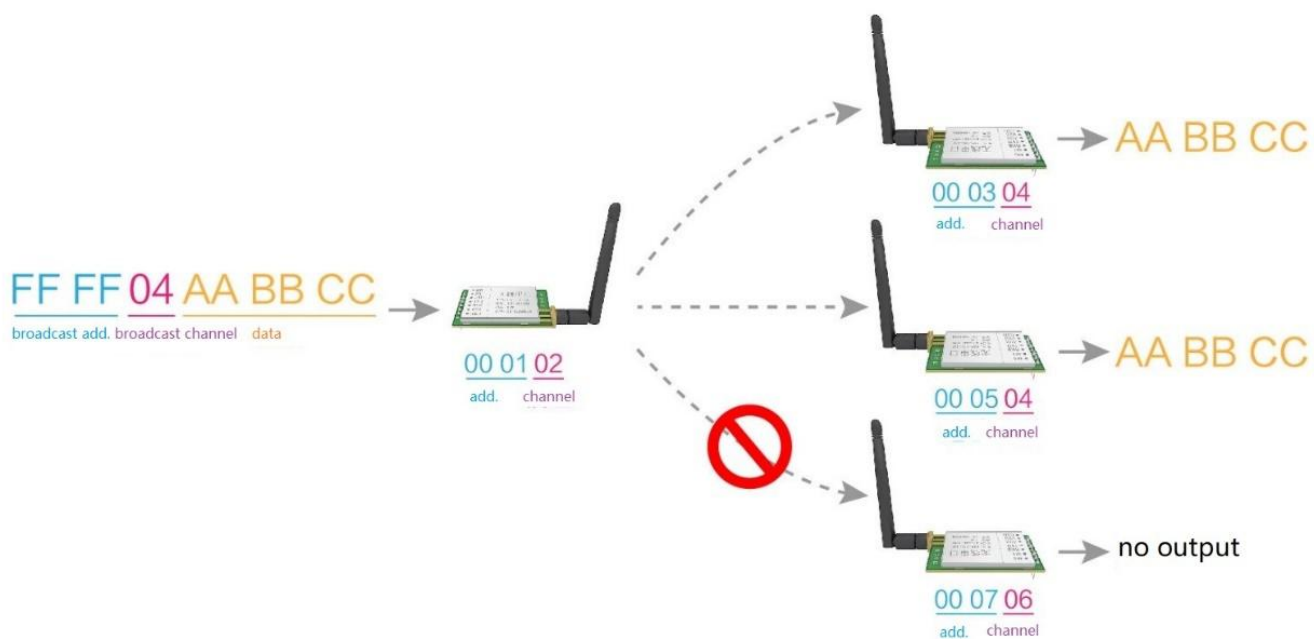 AA BB CC
00 03 04
add. channel
FF FF 04 AA BB CC
broadcast add. broadcast channel data
00 01 02
add. channel
AA BB CC
00 05 04
add. channel
no output
00 07 06
add. channel